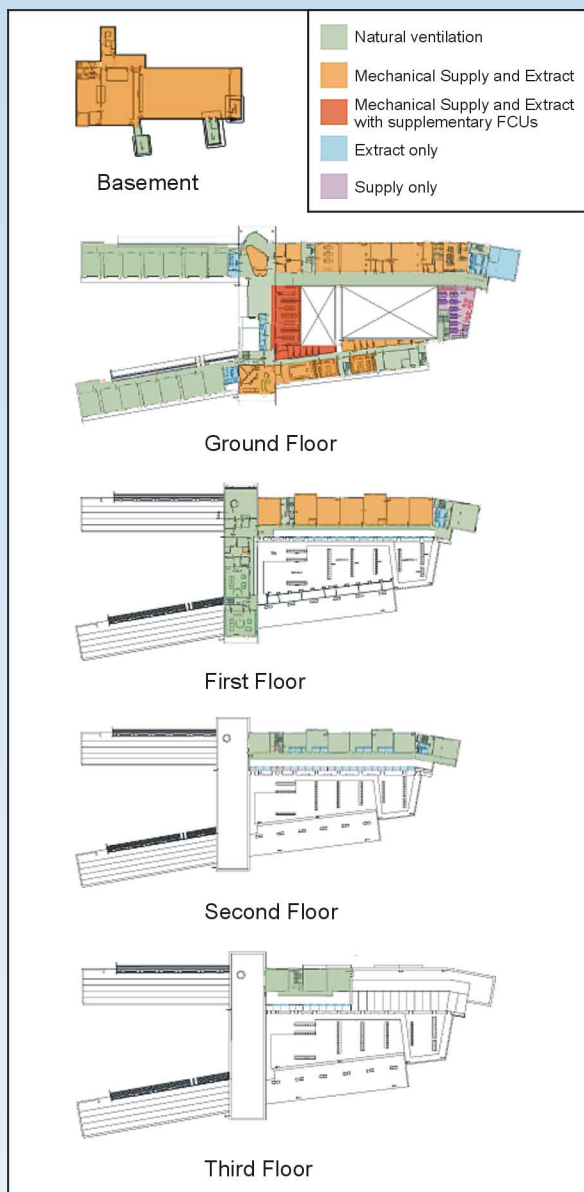 Natural ventilation
Mechanical Supply and Extract
Mechanical Supply and Extract
with supplementary FCUs
Extract only
Supply only
Basement
Ground Floor
First Floor
Second Floor
Third Floor